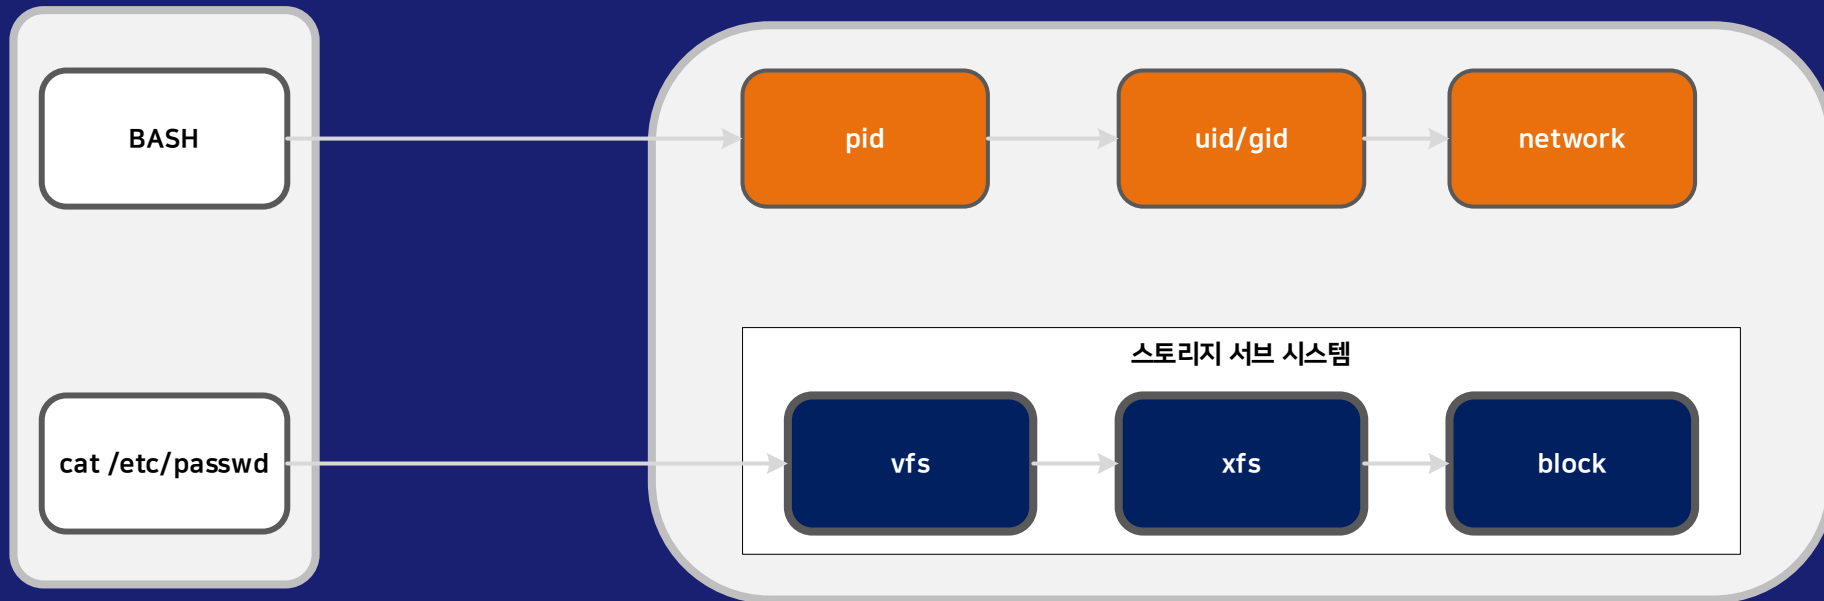 BASH
pid
uid/gid
network
스토리지 서브 시스템
cat /etc/passwd
vfs
xfs
block